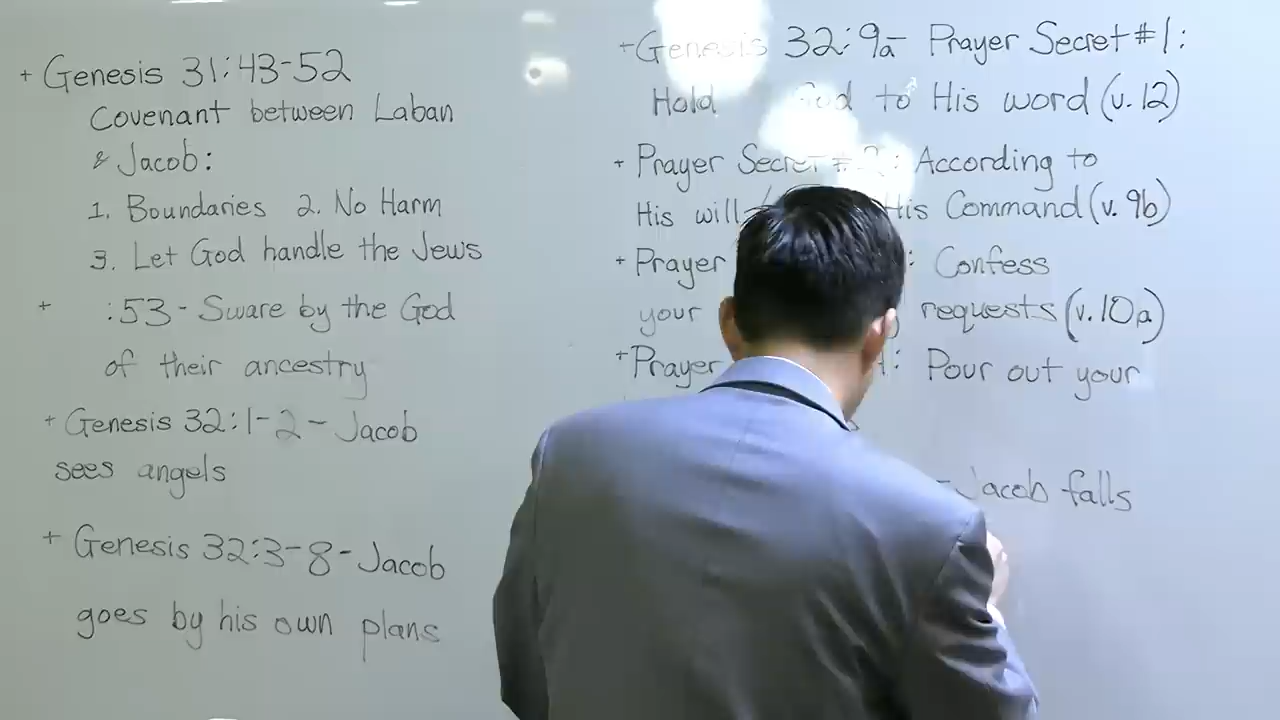 + Genesis 31:43-52
Covenant between Laban
& Jacob:
1. Boundaries 2. No Harm
3. Let God handle the Jews
+ :53 - Sware by the God
of their ancestry
+ Genesis 32:1-2 - Jacob
sees angels
+ Genesis 32:3-8 - Jacob
goes by his own plans
+ Genesis 32:9a - Prayer Secret #1:
Hold God to His word (v. 12)
+ Prayer Secret #2: According to
His will His Command (v. 9b)
+ Prayer : Confess
your requests (v. 10a)
+ Prayer : Pour out your
- Jacob falls